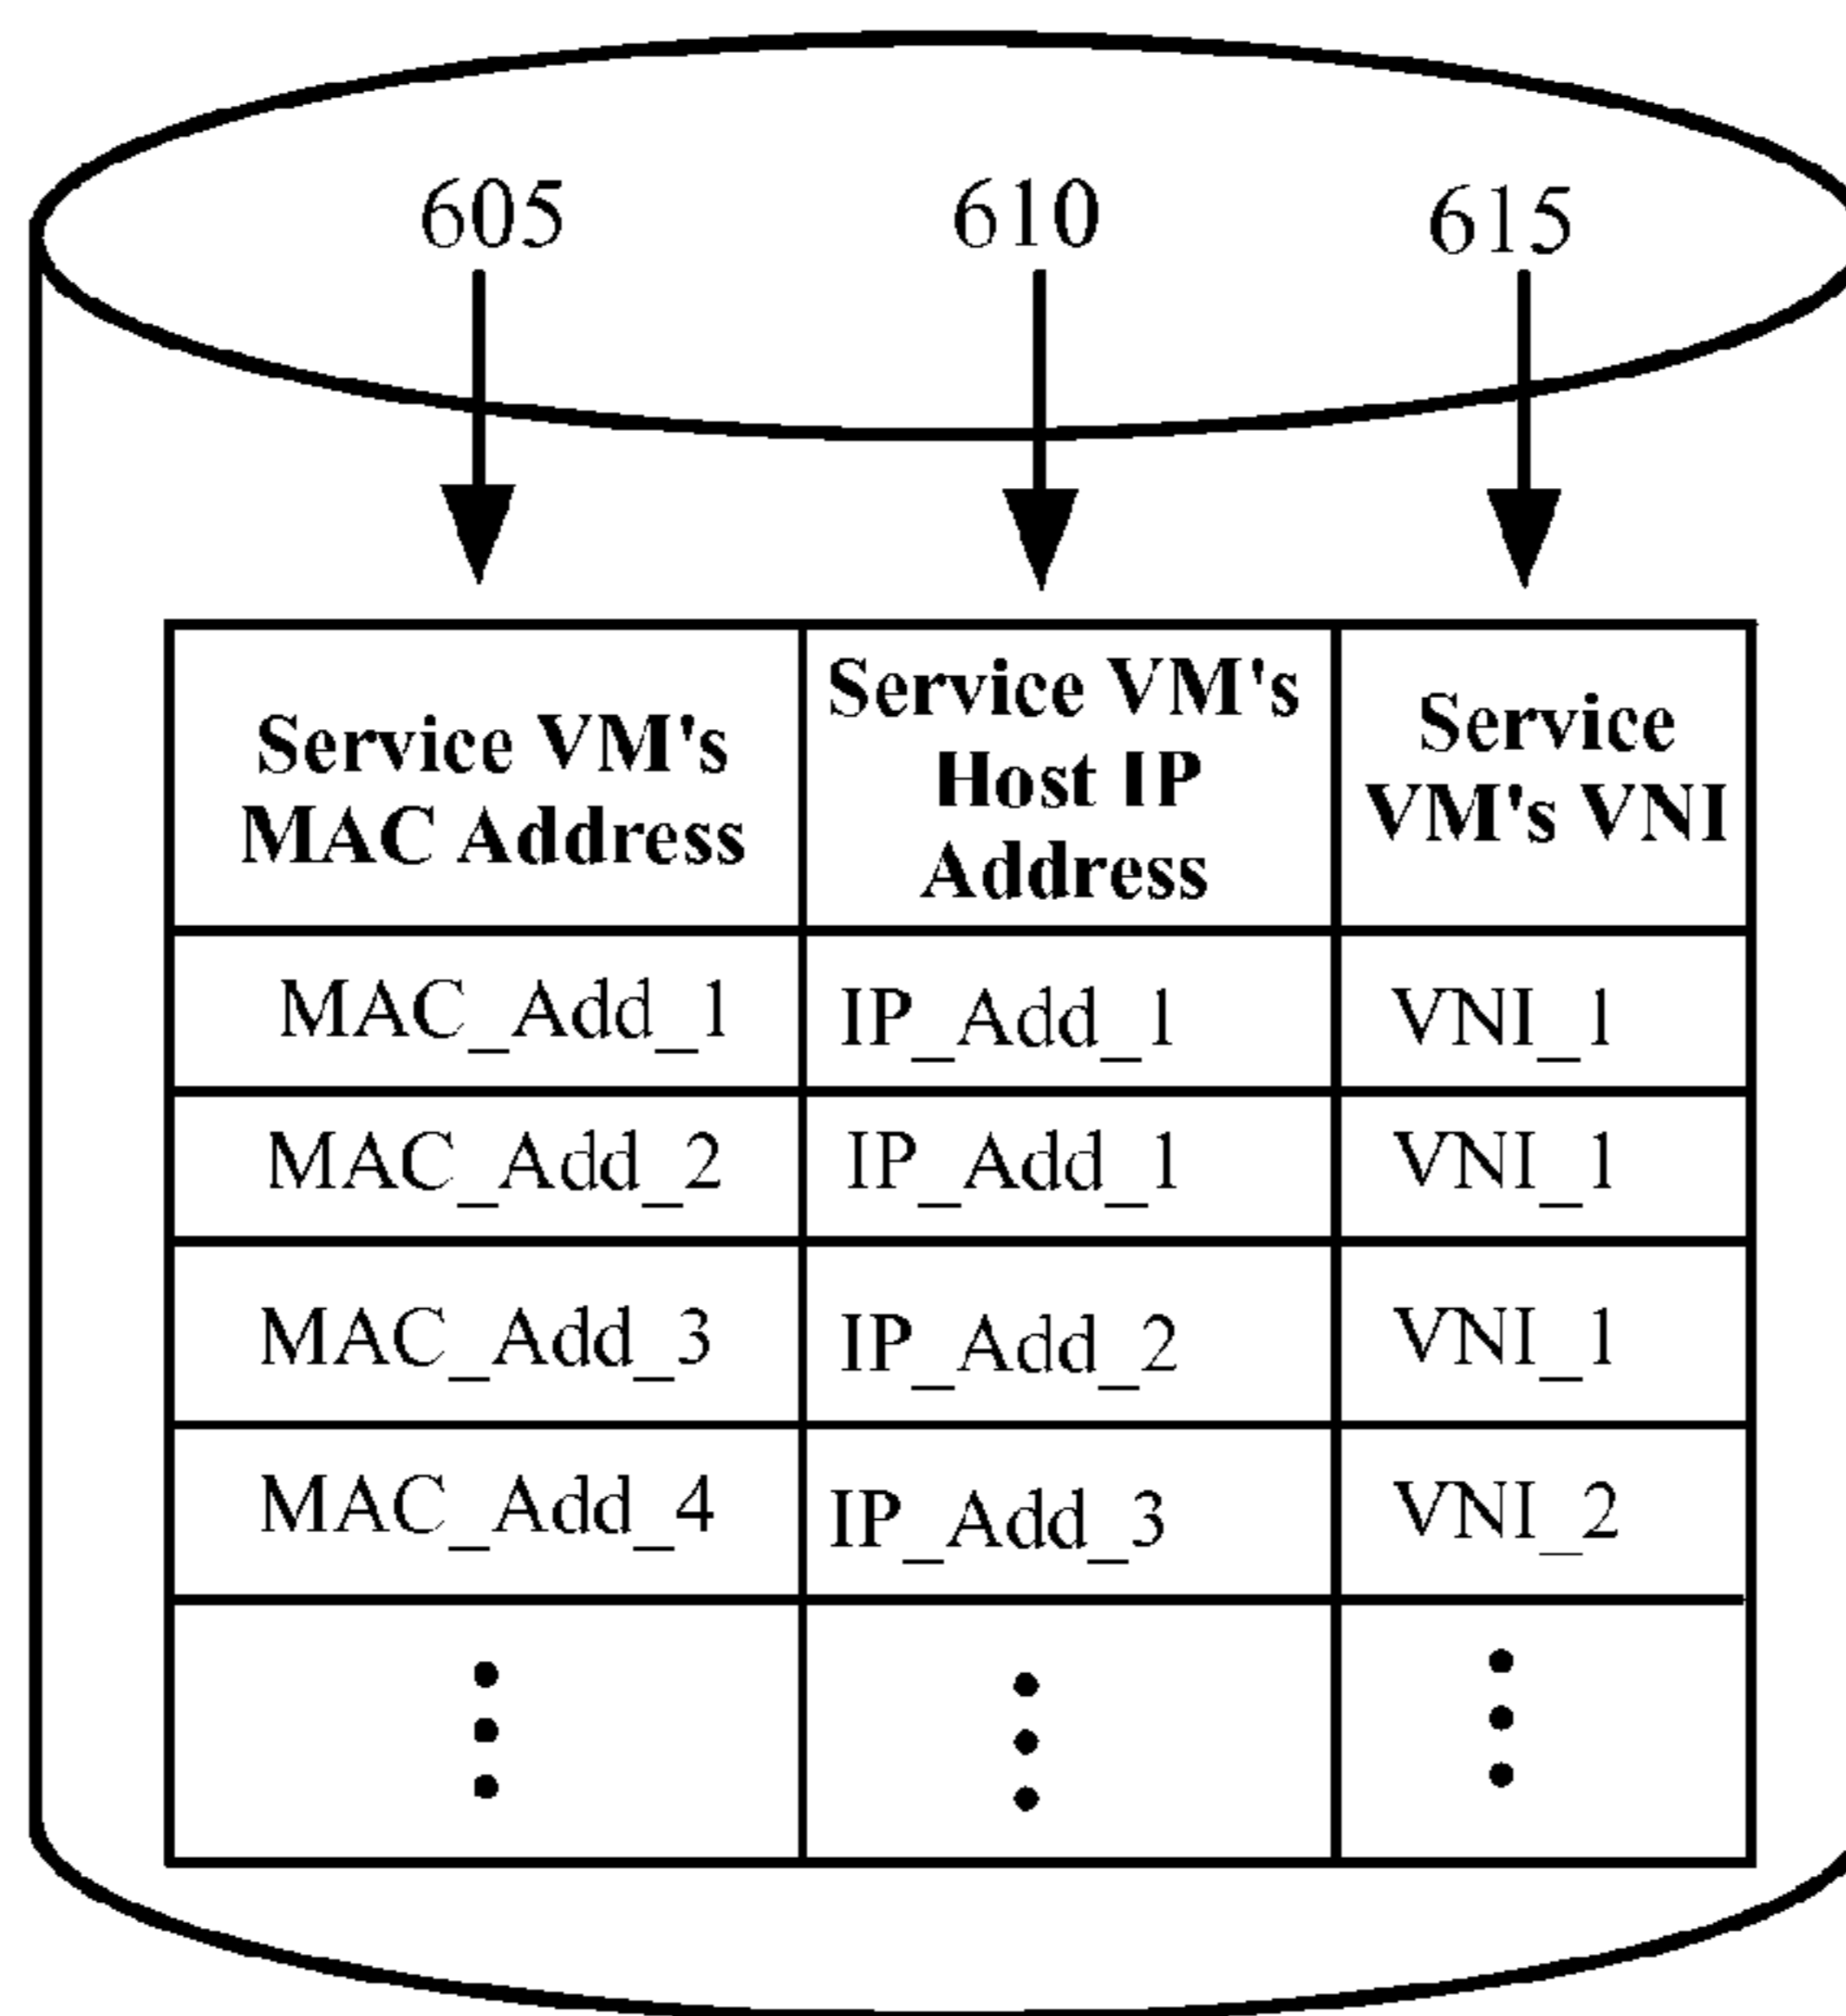 605 610 615
Service VM's MAC Address
Service VM's Host IP Address
Service VM's VNI
MAC_Add_1 IP_Add_1 VNI_1
MAC_Add_2 IP_Add_1 VNI_1
MAC_Add_3 IP_Add_2 VNI_1
MAC_Add_4 IP_Add_3 VNI_2